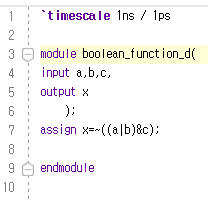 1 `timescale 1ns / 1ps
2
3 module boolean_function_d(
4 input a,b,c,
5 output x
6 );
7 assign x=~((a|b)&c);
8
9 endmodule
10